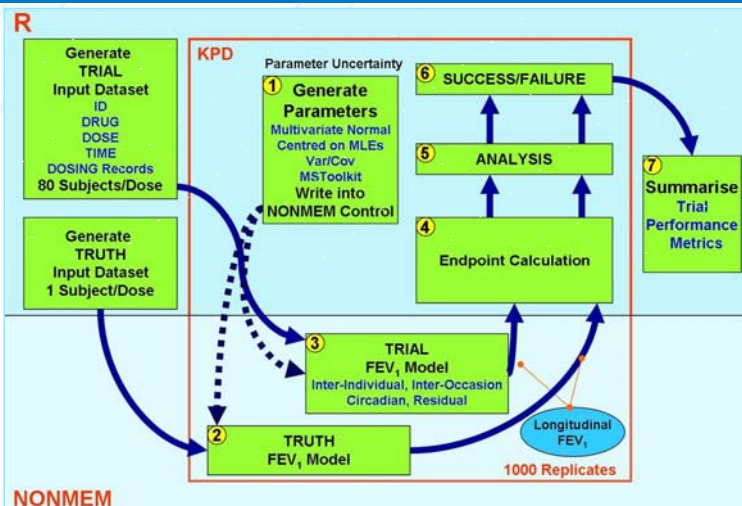 R
Generate
TRIAL
Input Dataset
ID
DRUG
DOSE
TIME
DOSING Records
80 Subjects/Dose
Generate
TRUTH
Input Dataset
1 Subject/Dose
KPD
Parameter Uncertainty
1
Generate
Parameters
Multivariate Normal
Centred on MLEs
Var/Cov
MSToolkit
Write into
NONMEM Control
6
SUCCESS/FAILURE
5
ANALYSIS
4
Endpoint Calculation
7
Summarise
Trial
Performance
Metrics
3
TRIAL
FEV₁ Model
Inter-Individual, Inter-Occasion
Circadian, Residual
2
TRUTH
FEV₁ Model
Longitudinal
FEV₁
1000 Replicates
NONMEM